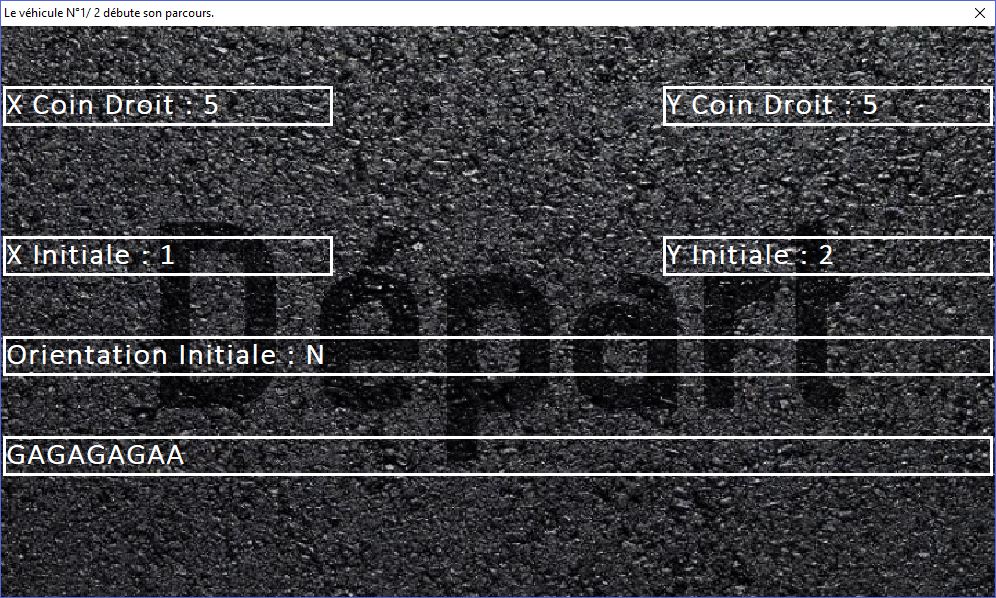 Le véhicule N°1/ 2 débute son parcours.
X Coin Droit : 5
Y Coin Droit : 5
X Initiale : 1
Y Initiale : 2
Départ
Orientation Initiale : N
GAGAGAGAA